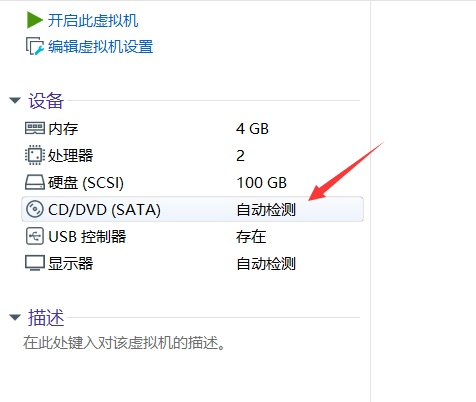 开启此虚拟机
编辑虚拟机设置
设备
内存 4 GB
处理器 2
硬盘 (SCSI) 100 GB
CD/DVD (SATA) 自动检测
USB 控制器 存在
显示器 自动检测
描述
在此处键入对该虚拟机的描述。